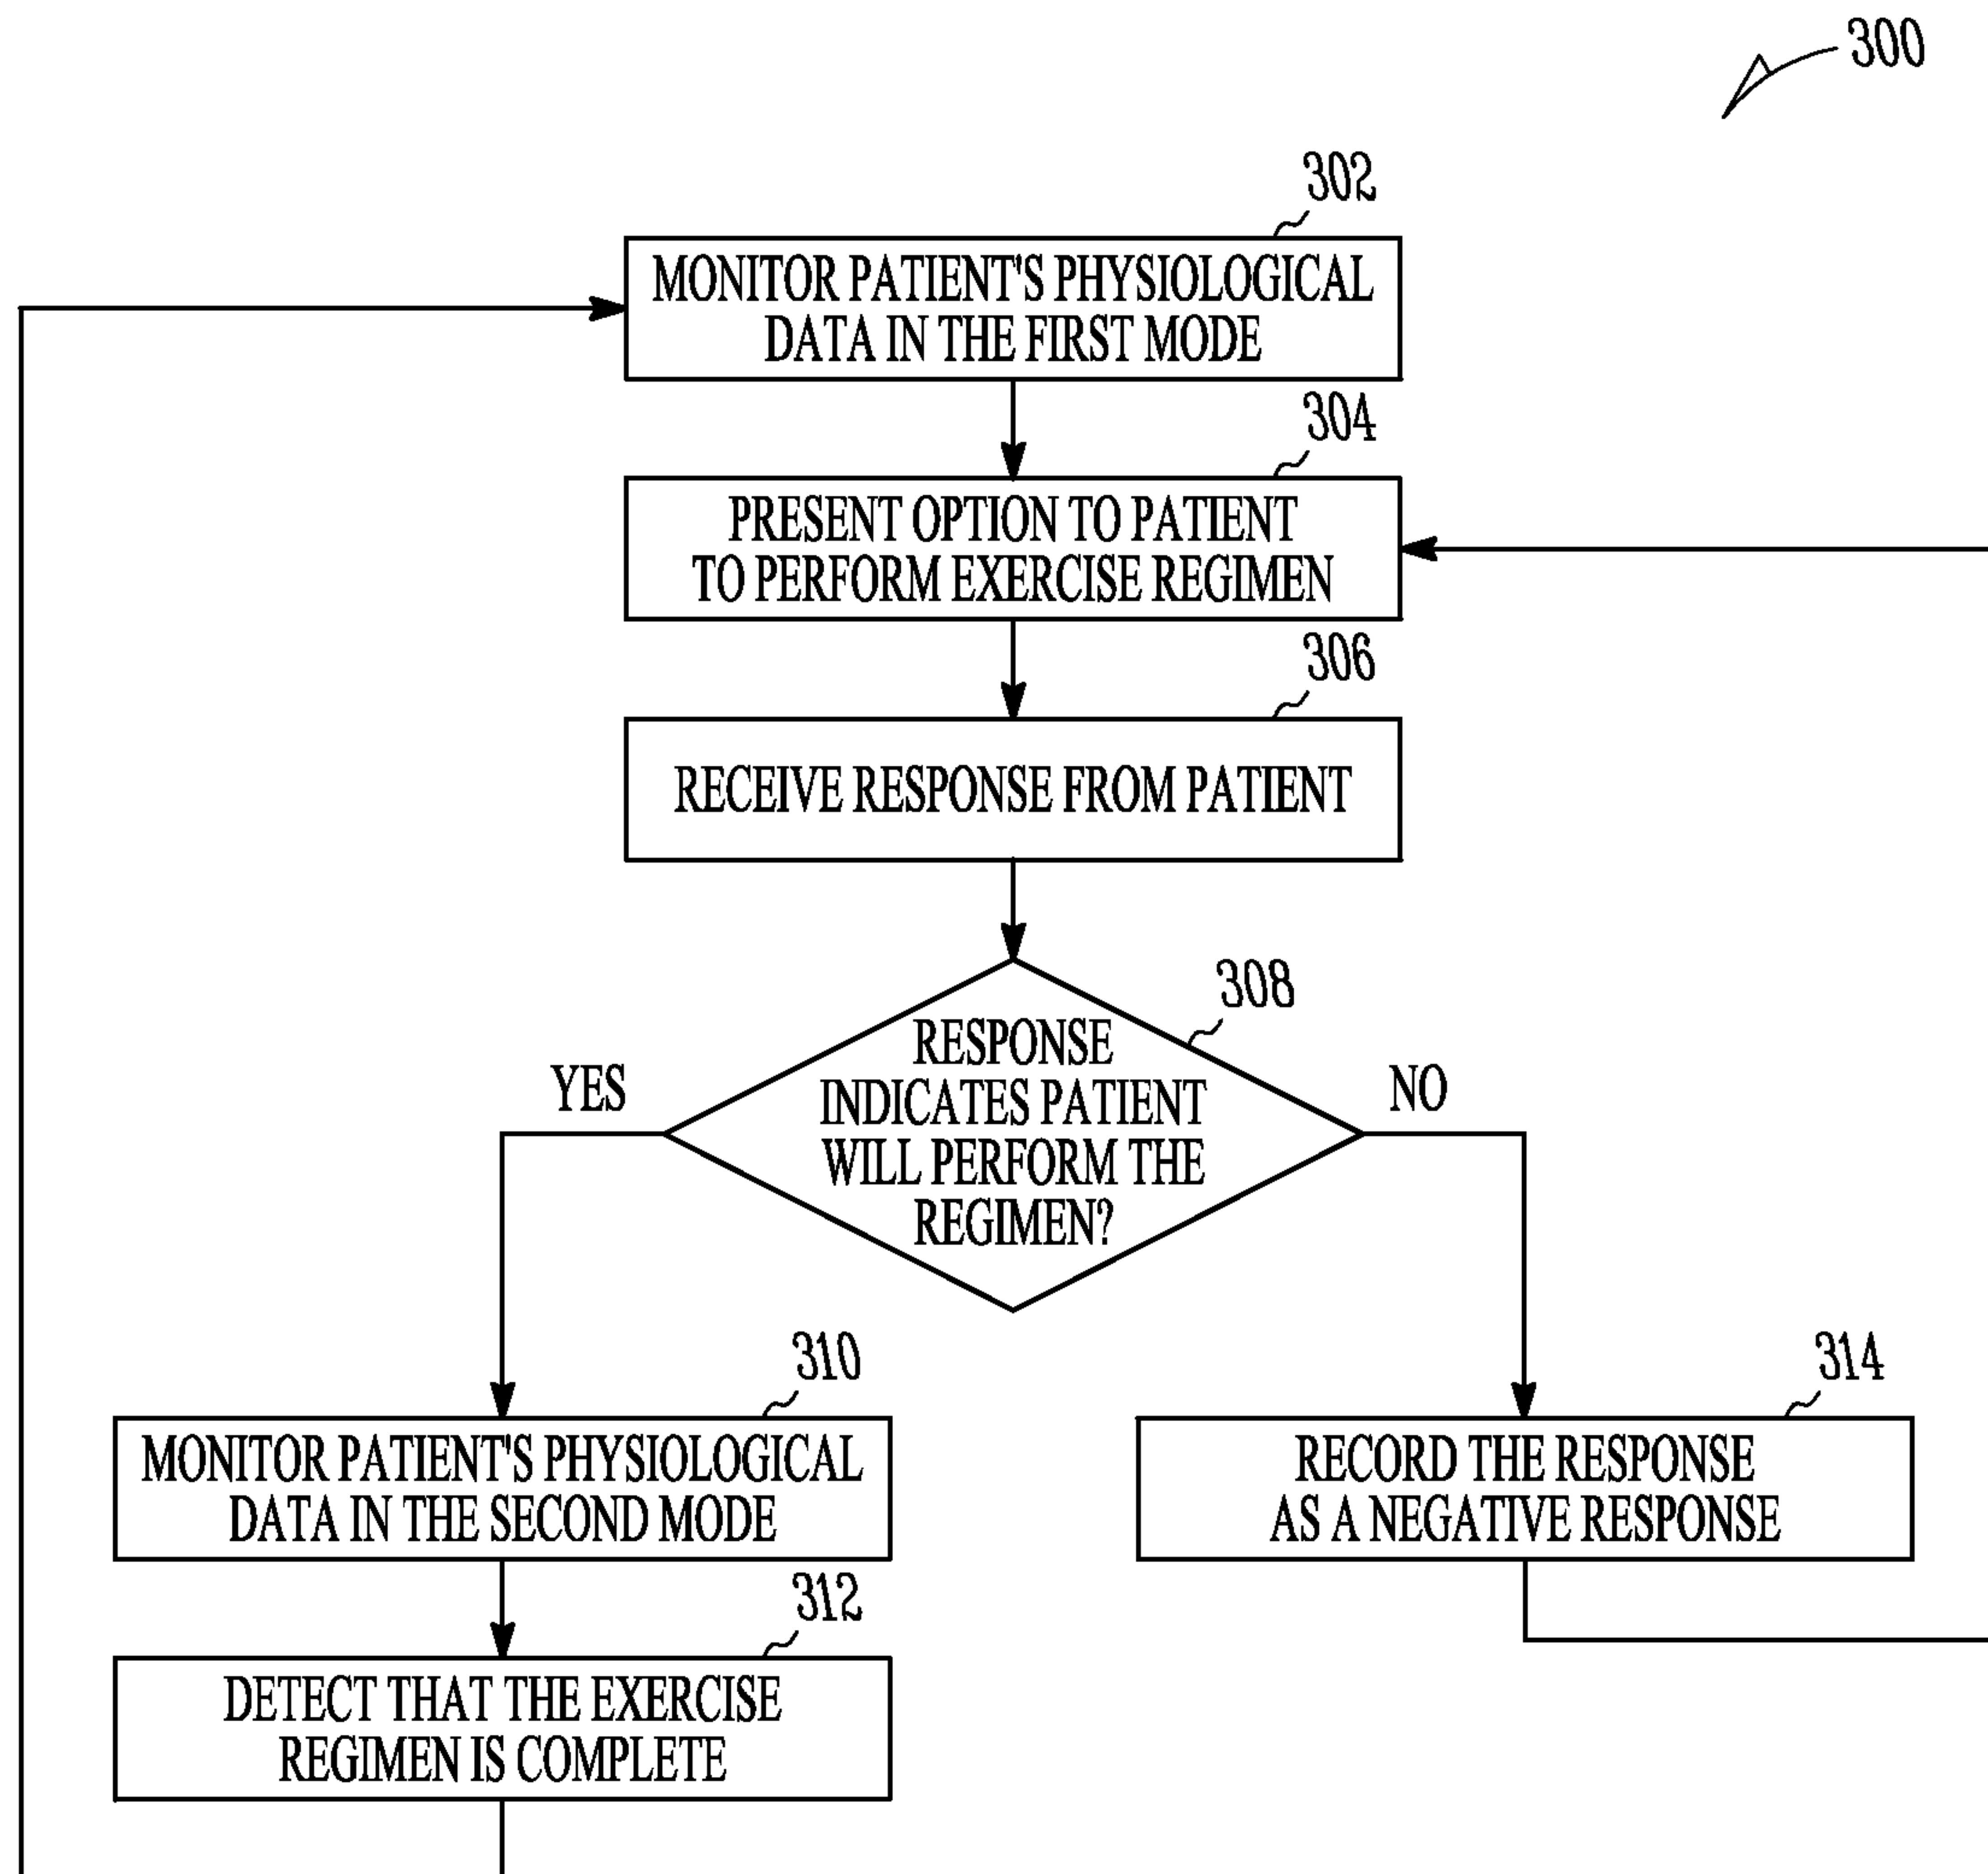 300
302
MONITOR PATIENT'S PHYSIOLOGICAL
DATA IN THE FIRST MODE
304
PRESENT OPTION TO PATIENT
TO PERFORM EXERCISE REGIMEN
306
RECEIVE RESPONSE FROM PATIENT
308
RESPONSE
INDICATES PATIENT
WILL PERFORM THE
REGIMEN?
YES
NO
310
MONITOR PATIENT'S PHYSIOLOGICAL
DATA IN THE SECOND MODE
312
DETECT THAT THE EXERCISE
REGIMEN IS COMPLETE
314
RECORD THE RESPONSE
AS A NEGATIVE RESPONSE